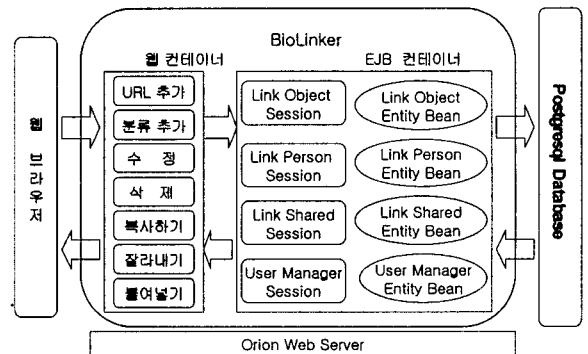 BioLinker
웹 컨테이너
EJB 컨테이너
웹 브라우저
URL 추가
분류 추가
수 정
삭 제
복사하기
잘라내기
붙여넣기
Link Object
Session
Link Object
Entity Bean
Link Person
Session
Link Person
Entity Bean
Link Shared
Session
Link Shared
Entity Bean
User Manager
Session
User Manager
Entity Bean
Postgresql Database
Orion Web Server